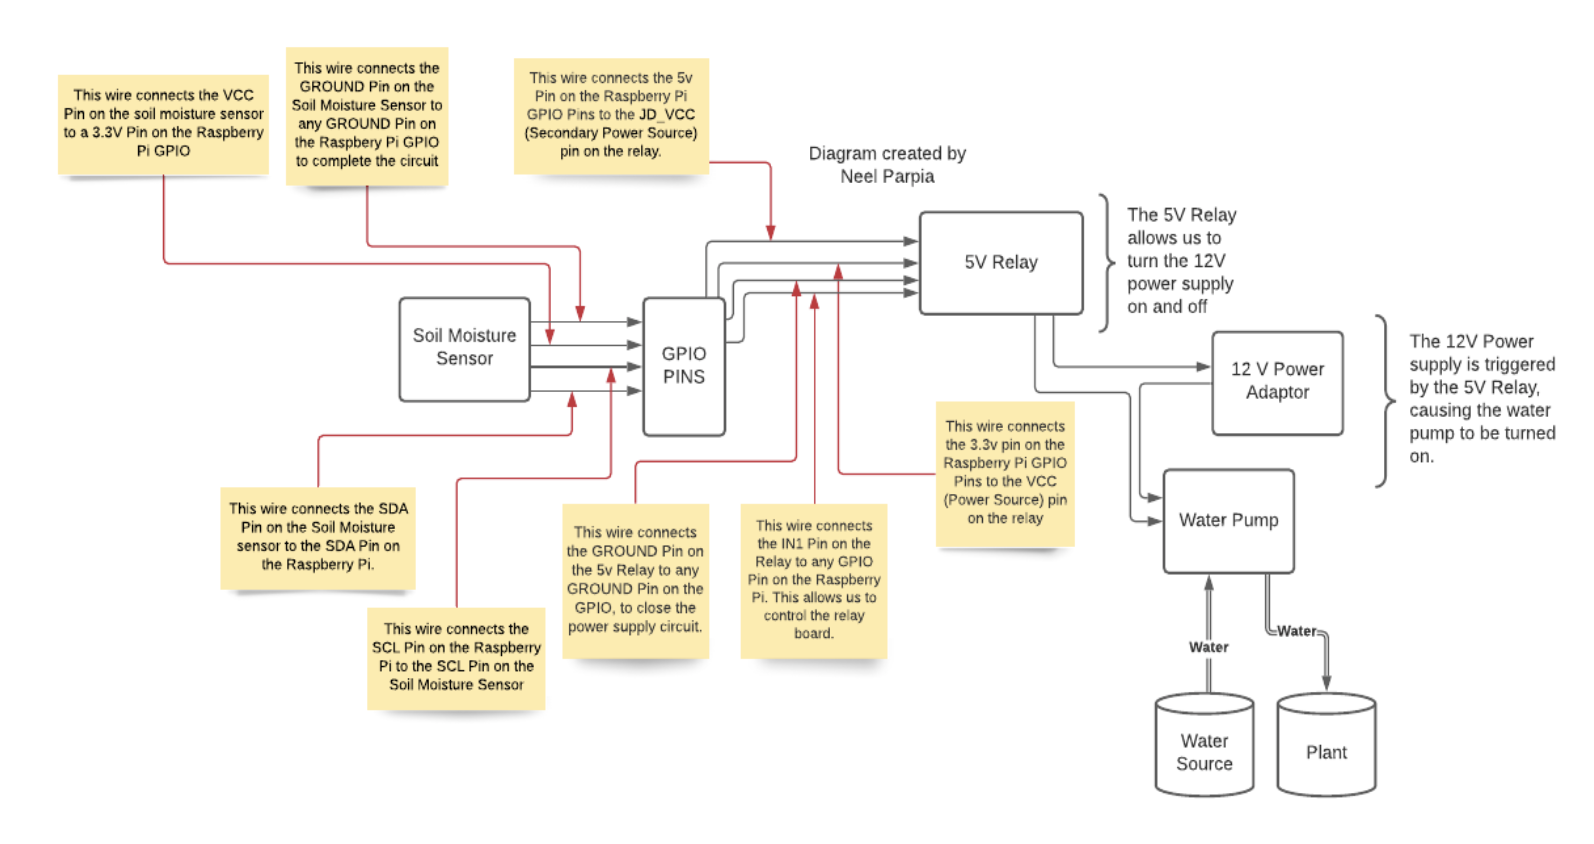 This wire connects the VCC
Pin on the soil moisture sensor
to a 3.3V Pin on the Raspberry
Pi GPIO
This wire connects the
GROUND Pin on the
Soil Moisture Sensor to
any GROUND Pin on
the Raspbery Pi GPIO
to complete the circuit
This wire connects the 5v
Pin on the Raspberry Pi
GPIO Pins to the JD_VCC
(Secondary Power Source)
pin on the relay.
Diagram created by
Neel Parpia
5V Relay
The 5V Relay
allows us to
turn the 12V
power supply
on and off
Soil Moisture
Sensor
GPIO
PINS
12 V Power
Adaptor
The 12V Power
supply is triggered
by the 5V Relay,
causing the water
pump to be turned
on.
This wire connects
the 3.3v pin on the
Raspberry Pi GPIO
Pins to the VCC
(Power Source) pin
on the relay
Water Pump
This wire connects the SDA
Pin on the Soil Moisture
sensor to the SDA Pin on
the Raspberry Pi.
This wire connects the
SCL Pin on the Raspberry
Pi to the SCL Pin on the
Soil Moisture Sensor
This wire connects
the GROUND Pin on
the 5v Relay to any
GROUND Pin on the
GPIO, to close the
power supply circuit.
This wire connects
the IN1 Pin on the
Relay to any GPIO
Pin on the Raspberry
Pi. This allows us to
control the relay
board.
Water
Water
Water
Source
Plant